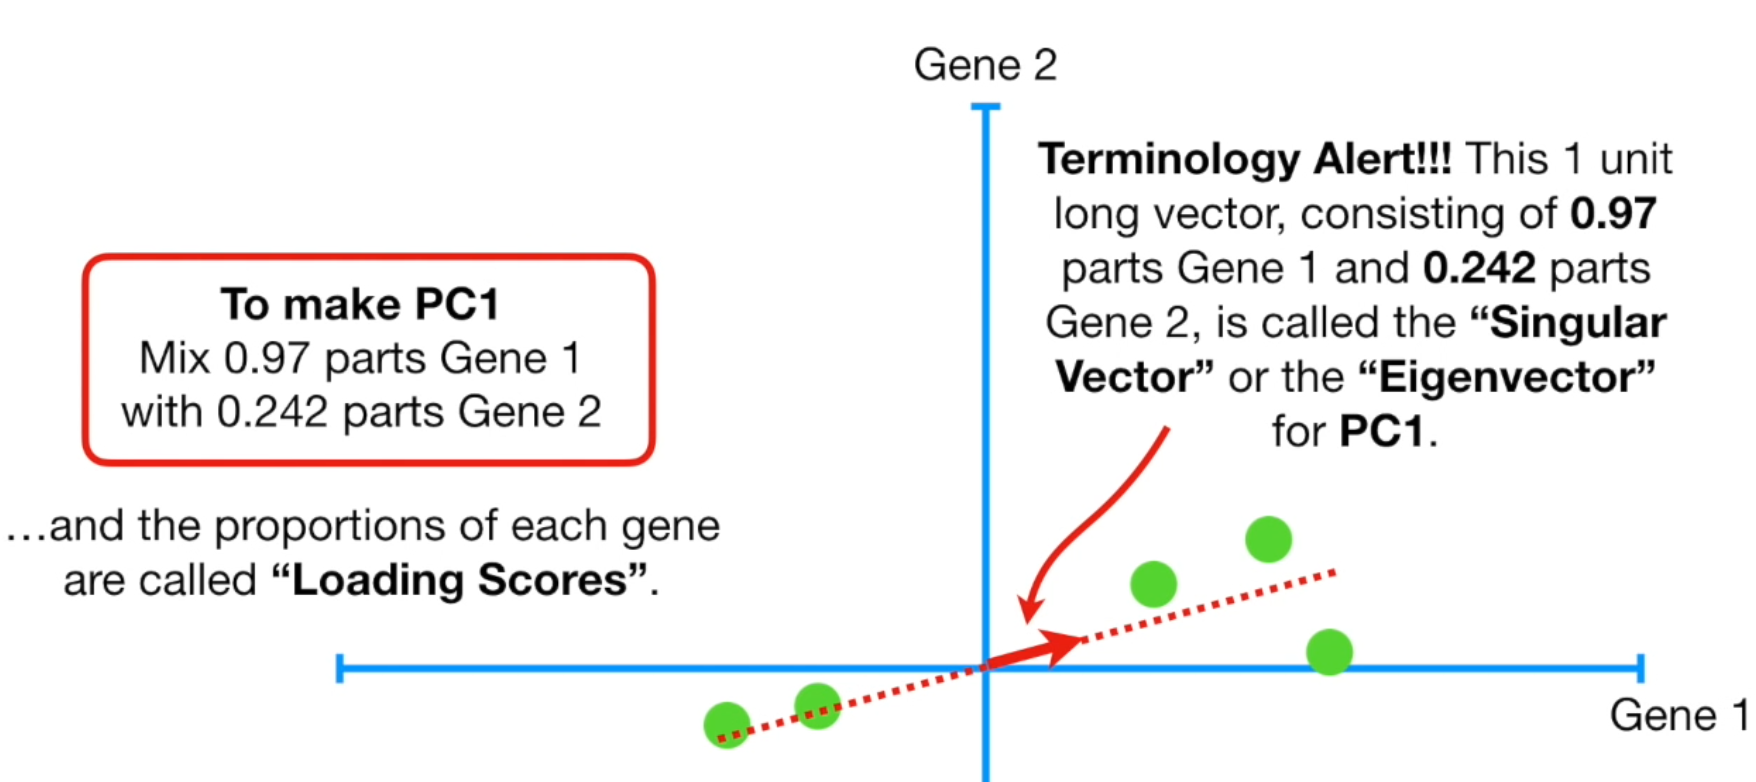 Gene 2
Terminology Alert!!! This 1 unit
long vector, consisting of 0.97
parts Gene 1 and 0.242 parts
Gene 2, is called the “Singular
Vector” or the “Eigenvector”
for PC1.
To make PC1
Mix 0.97 parts Gene 1
with 0.242 parts Gene 2
…and the proportions of each gene
are called “Loading Scores”.
Gene 1